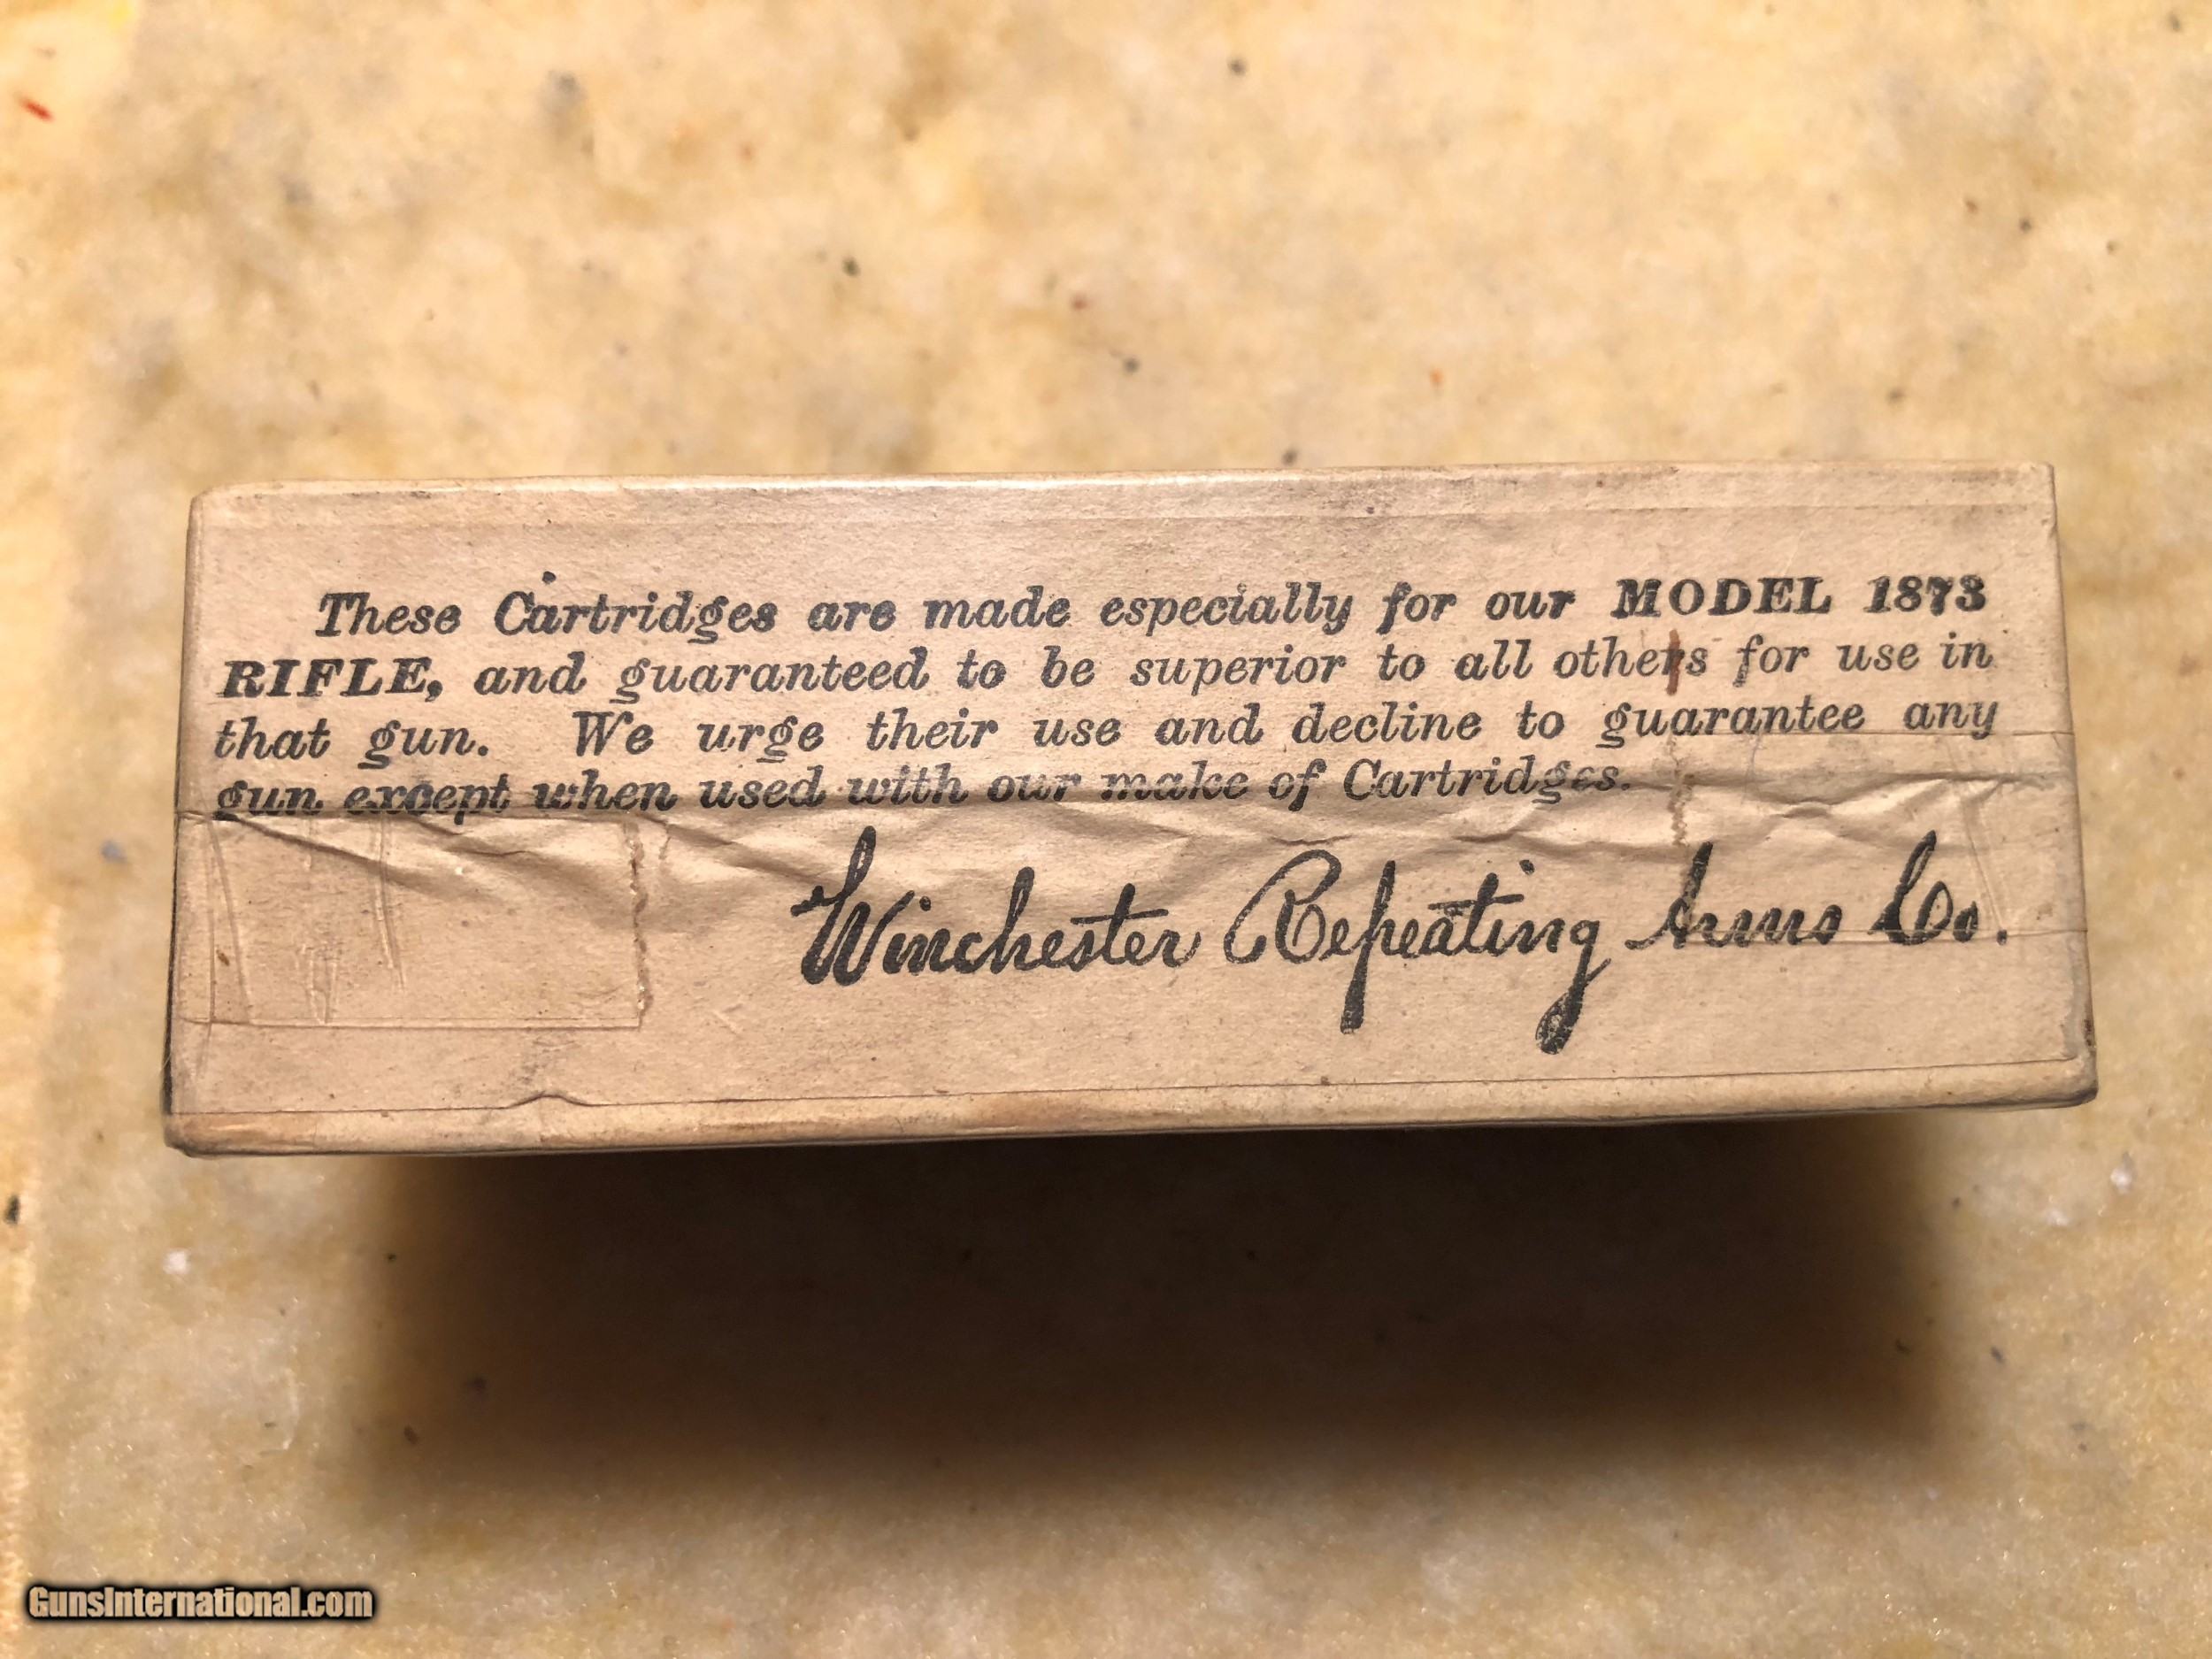 These Cartridges are made especially for our MODEL 1873
RIFLE, and guaranteed to be superior to all others for use in
that gun. We urge their use and decline to guarantee any
gun except when used with our make of Cartridges.
Winchester Repeating Arms Co.
GunsInternational.com